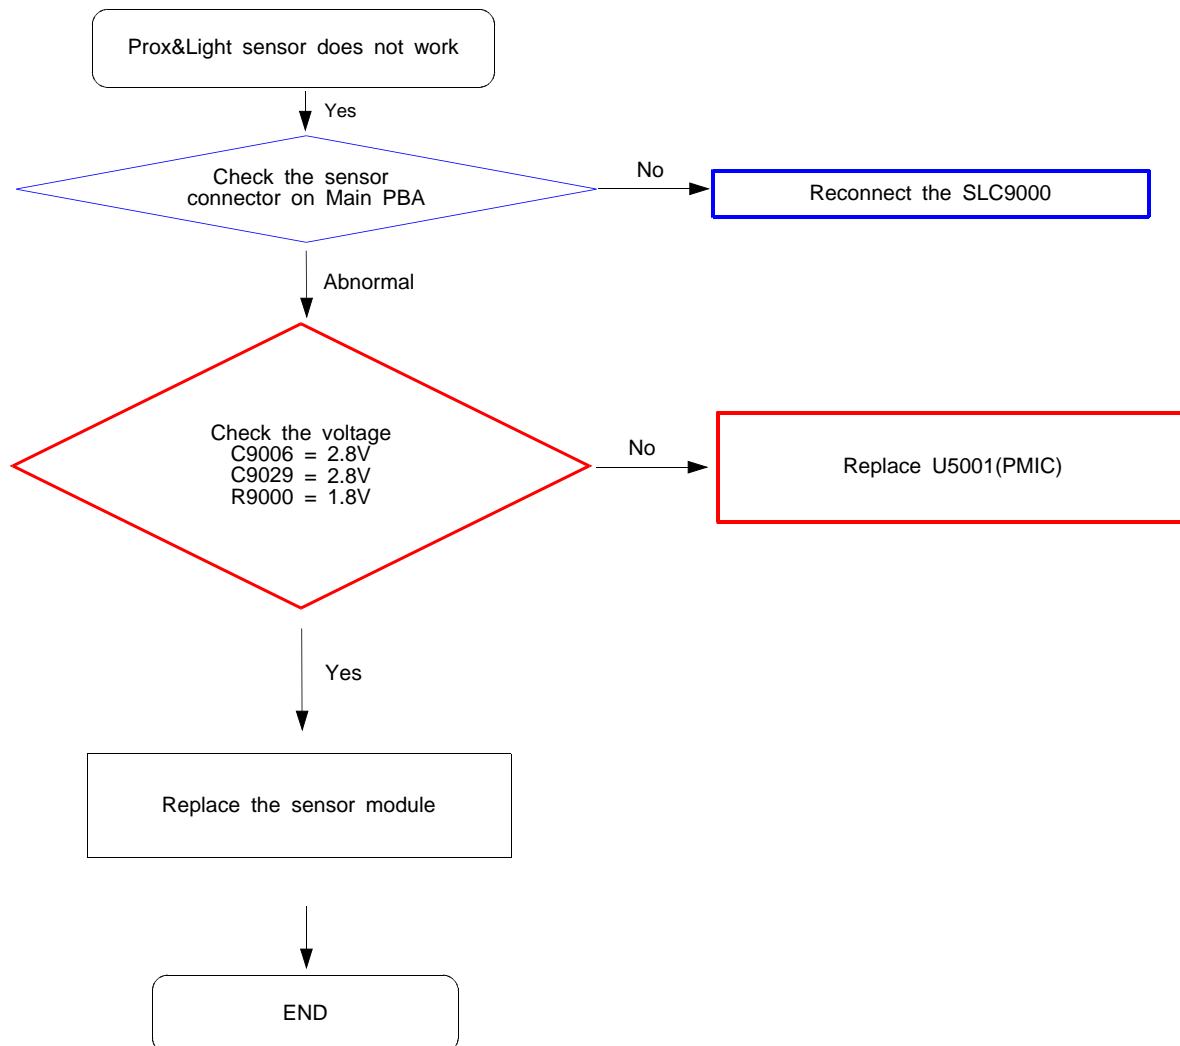 Prox&Light sensor does not work
Yes
Check the sensor
connector on Main PBA
No
Reconnect the SLC9000
Abnormal
Check the voltage
C9006 = 2.8V
C9029 = 2.8V
R9000 = 1.8V
No
Replace U5001(PMIC)
Yes
Replace the sensor module
END